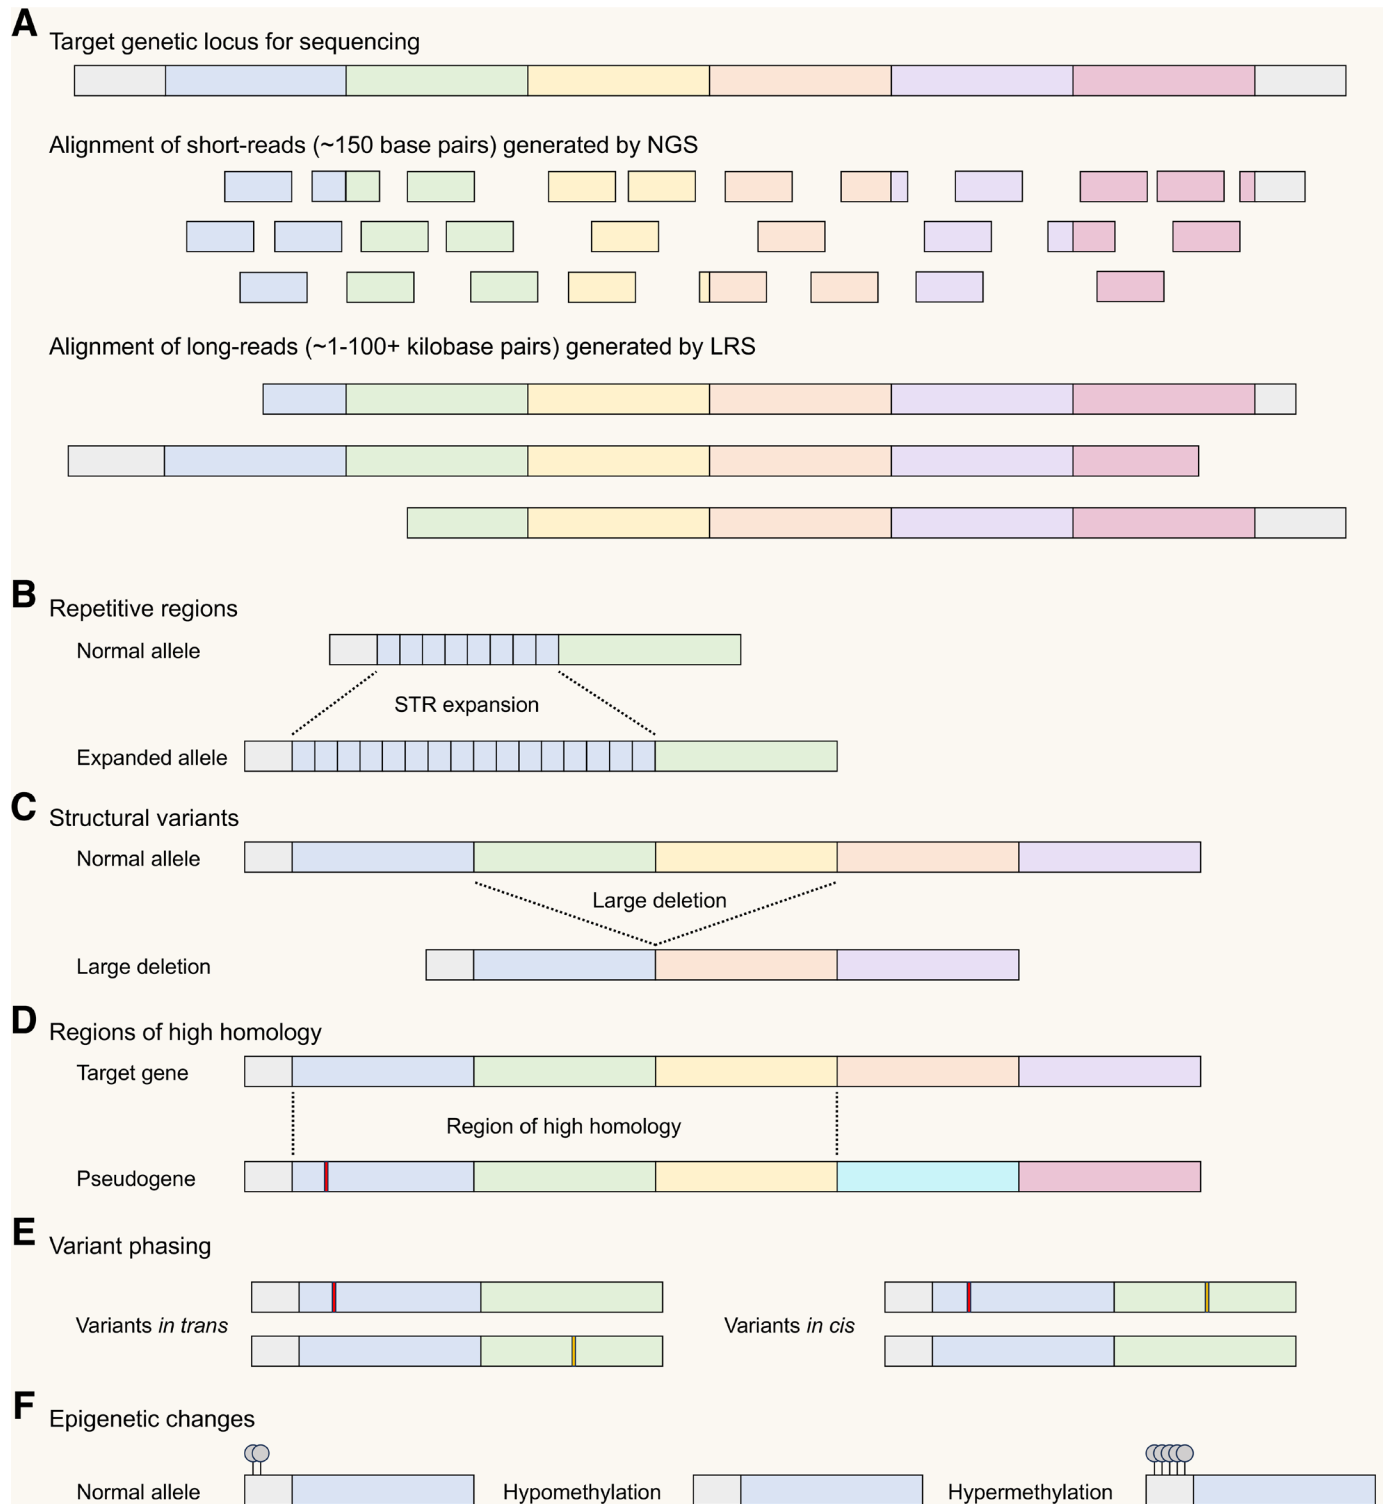 A
Target genetic locus for sequencing
Alignment of short-reads (~150 base pairs) generated by NGS
Alignment of long-reads (~1-100+ kilobase pairs) generated by LRS
B
Repetitive regions
Normal allele
STR expansion
Expanded allele
C
Structural variants
Normal allele
Large deletion
Large deletion
D
Regions of high homology
Target gene
Region of high homology
Pseudogene
E
Variant phasing
Variants in trans
Variants in cis
F
Epigenetic changes
Normal allele
Hypomethylation
Hypermethylation